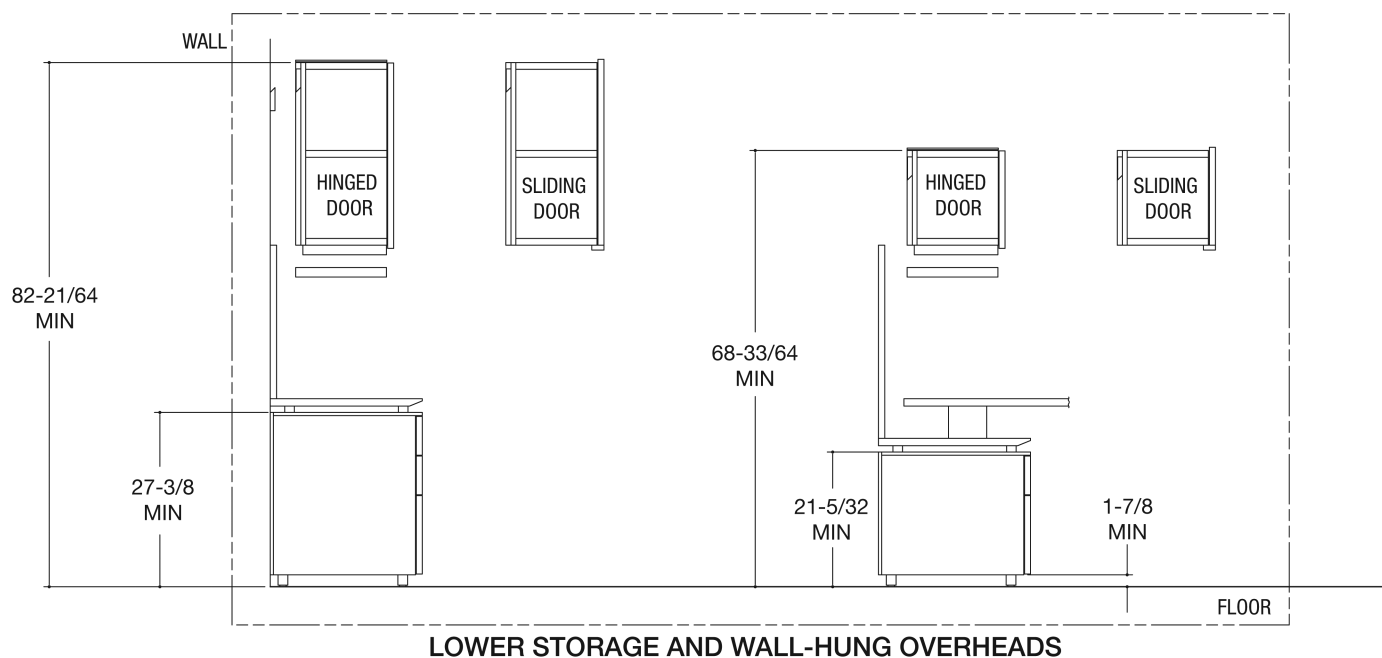 WALL
HINGED
DOOR
SLIDING
DOOR
HINGED
DOOR
SLIDING
DOOR
82-21/64
MIN
68-33/64
MIN
27-3/8
MIN
21-5/32
MIN
1-7/8
MIN
FLOOR
LOWER STORAGE AND WALL-HUNG OVERHEADS